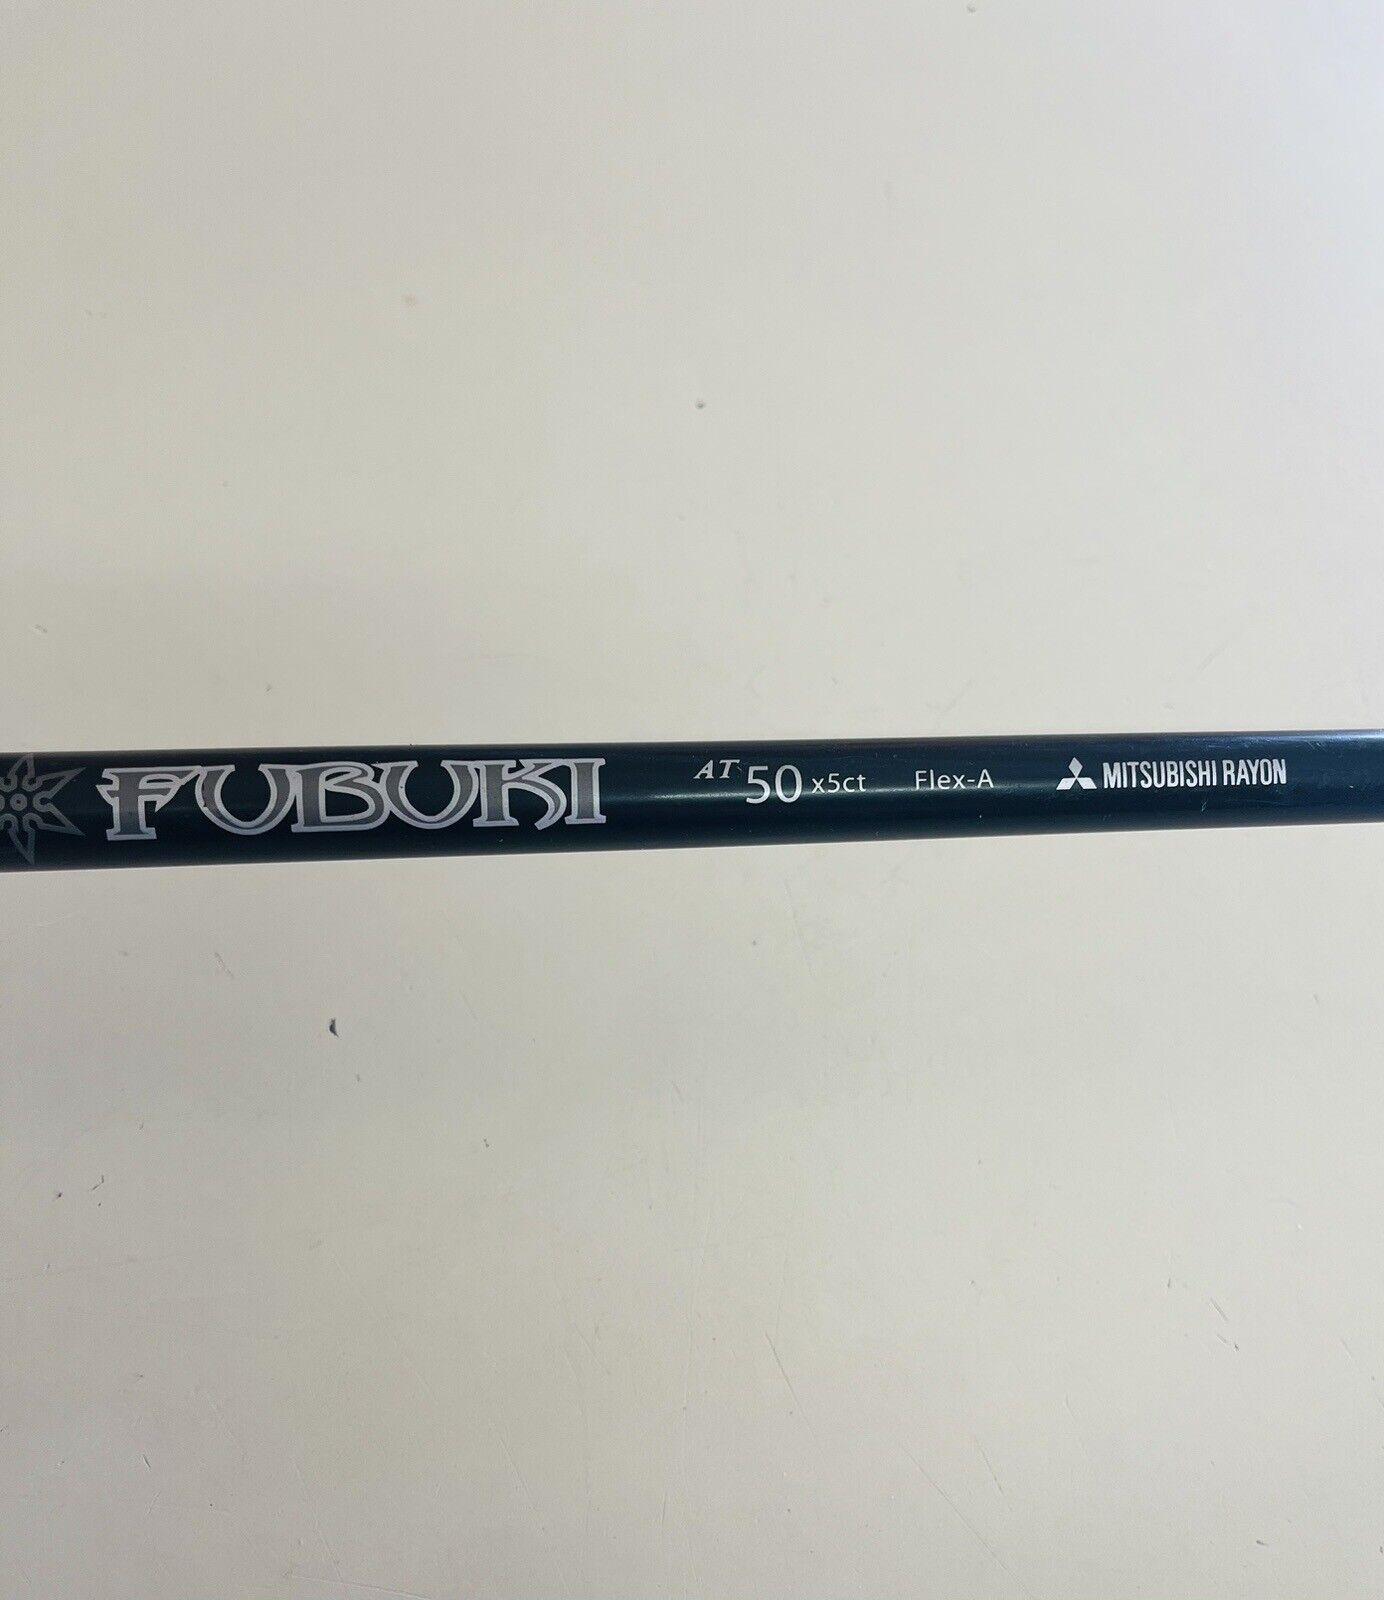 FUBUKI AT 50 x5ct Flex-A MITSUBISHI RAYON